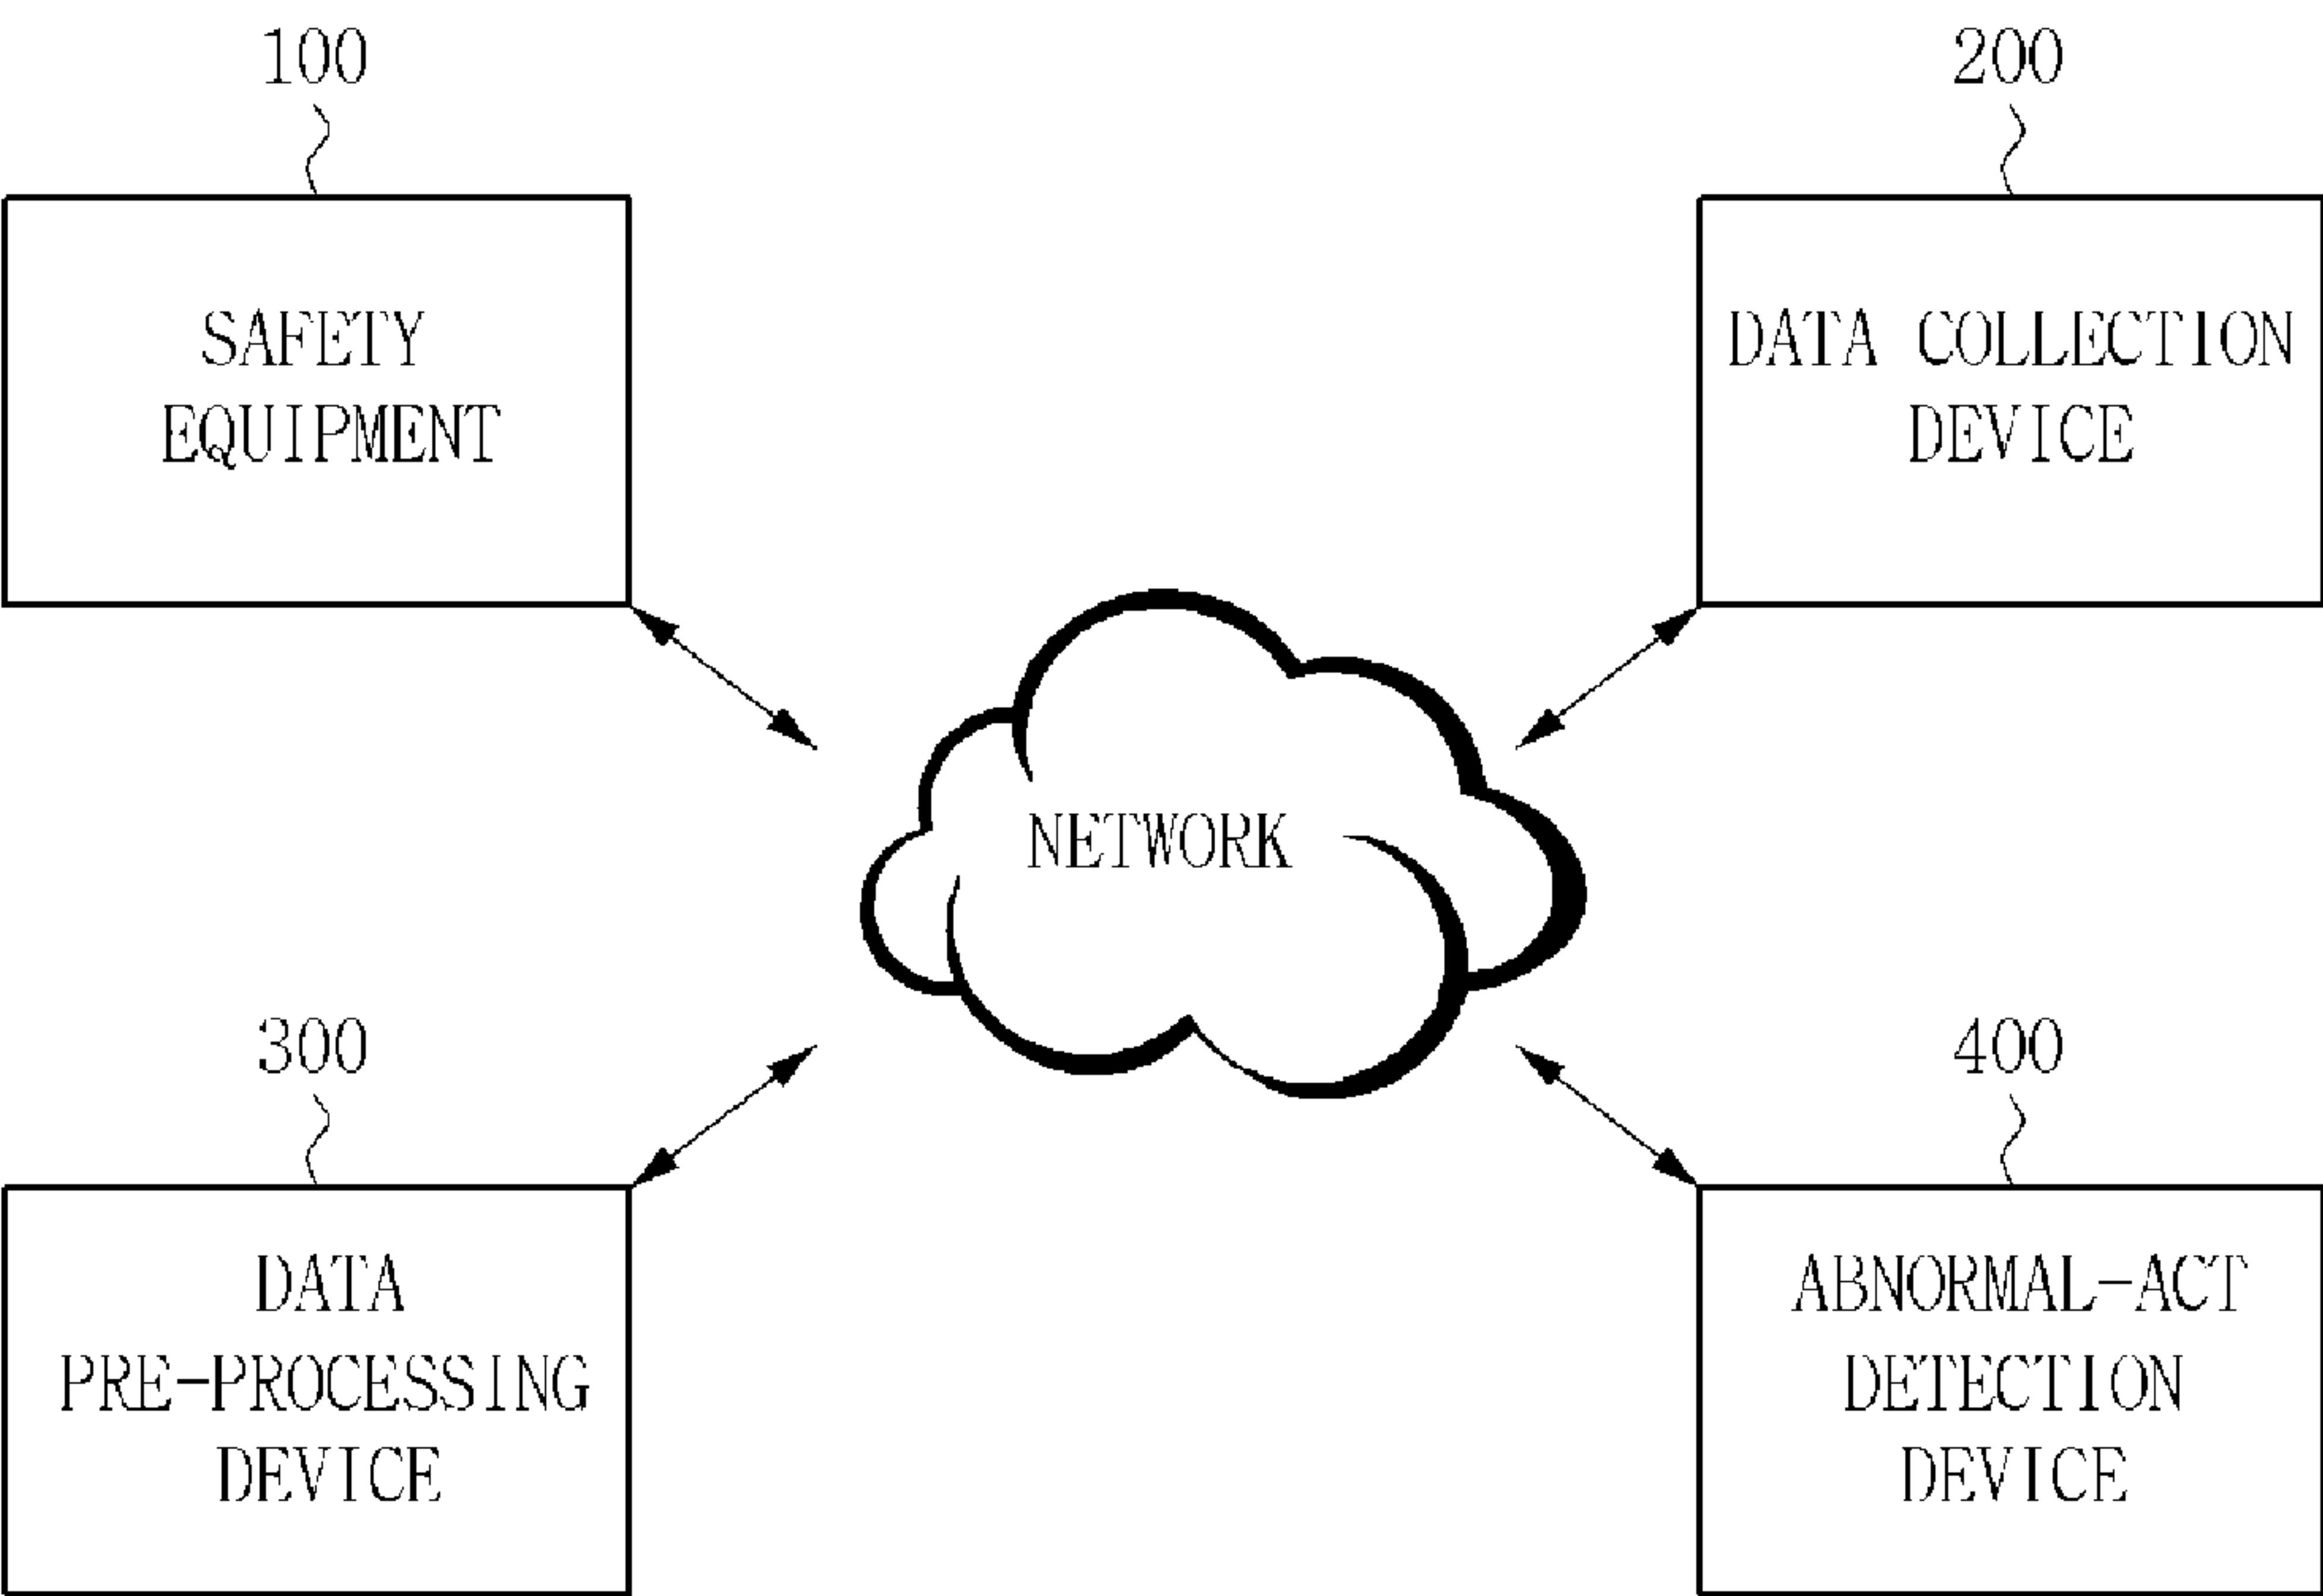 100
200
SAFETY
EQUIPMENT
DATA COLLECTION
DEVICE
NETWORK
300
400
DATA
PRE-PROCESSING
DEVICE
ABNORMAL-ACT
DETECTION
DEVICE